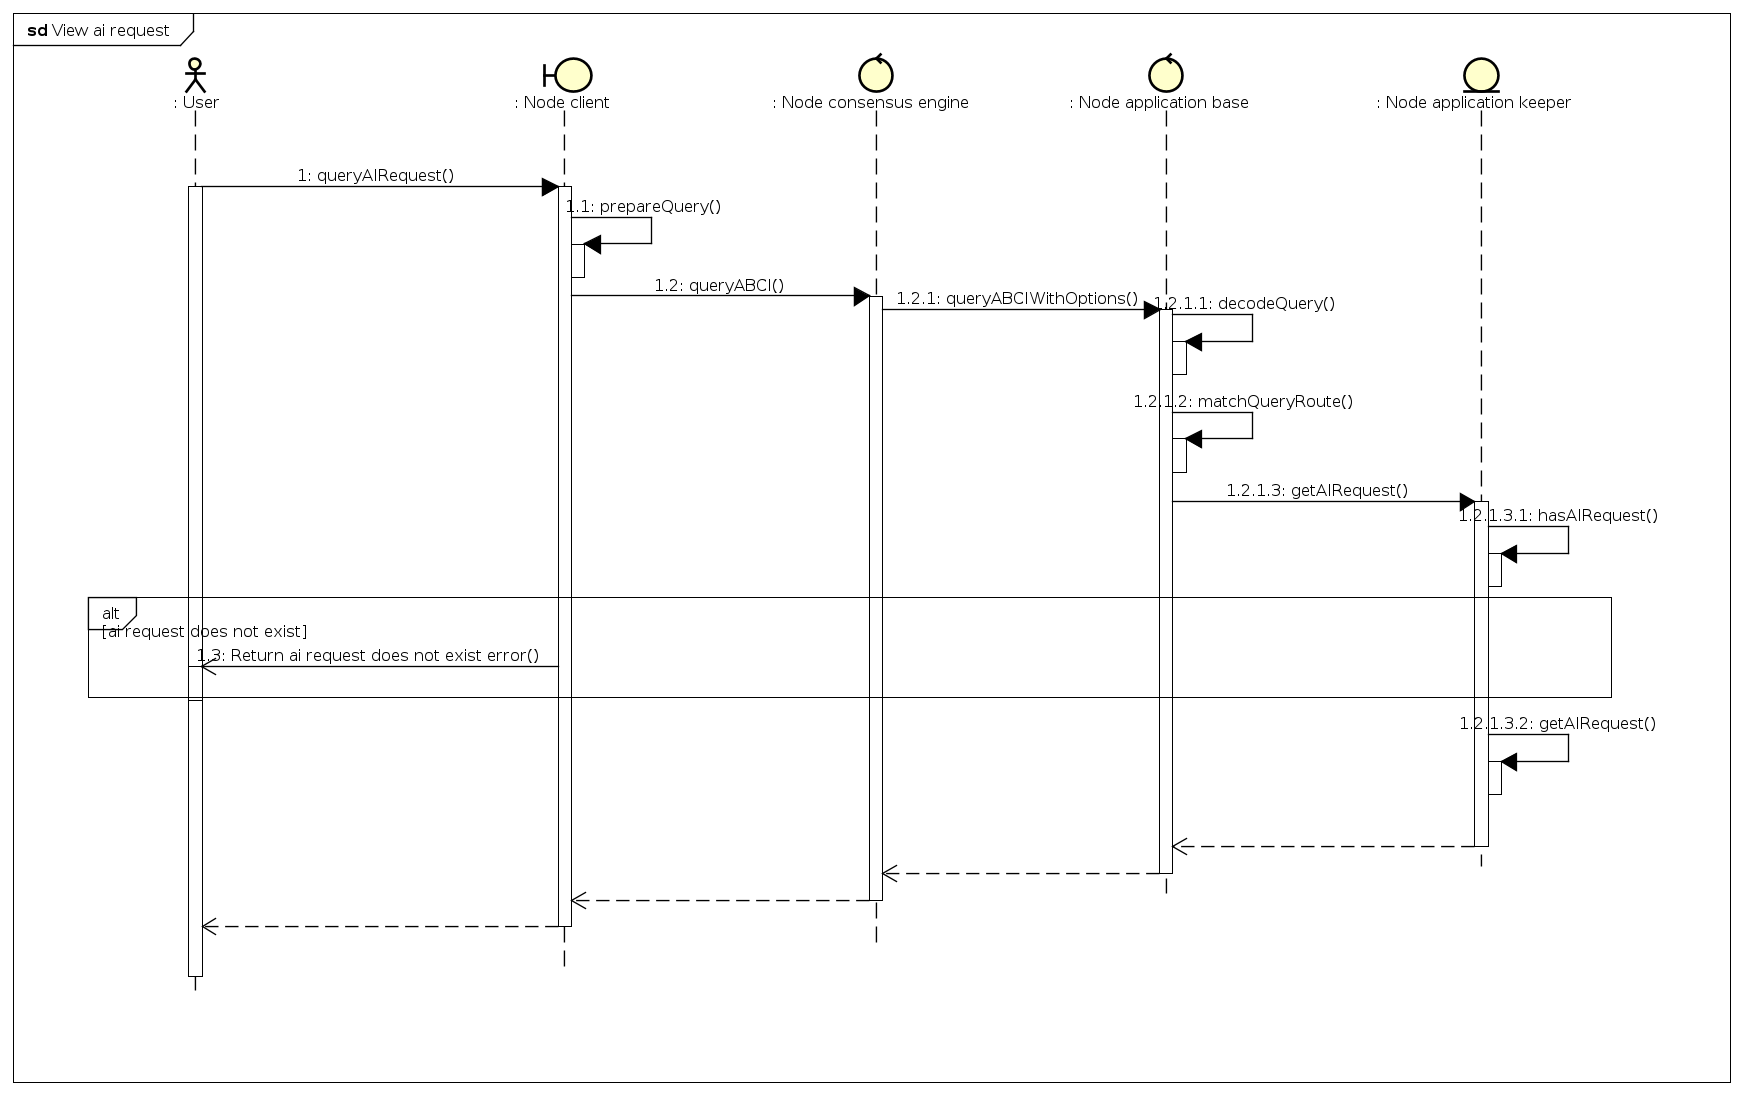 sd View ai request
: User
: Node client
: Node consensus engine
: Node application base
: Node application keeper
1: queryAIRequest()
1.1: prepareQuery()
1.2: queryABCI()
1.2.1: queryABCIWithOptions()
1.2.1.1: decodeQuery()
1.2.1.2: matchQueryRoute()
1.2.1.3: getAIRequest()
1.2.1.3.1: hasAIRequest()
alt
[ai request does not exist]
1.3: Return ai request does not exist error()
1.2.1.3.2: getAIRequest()